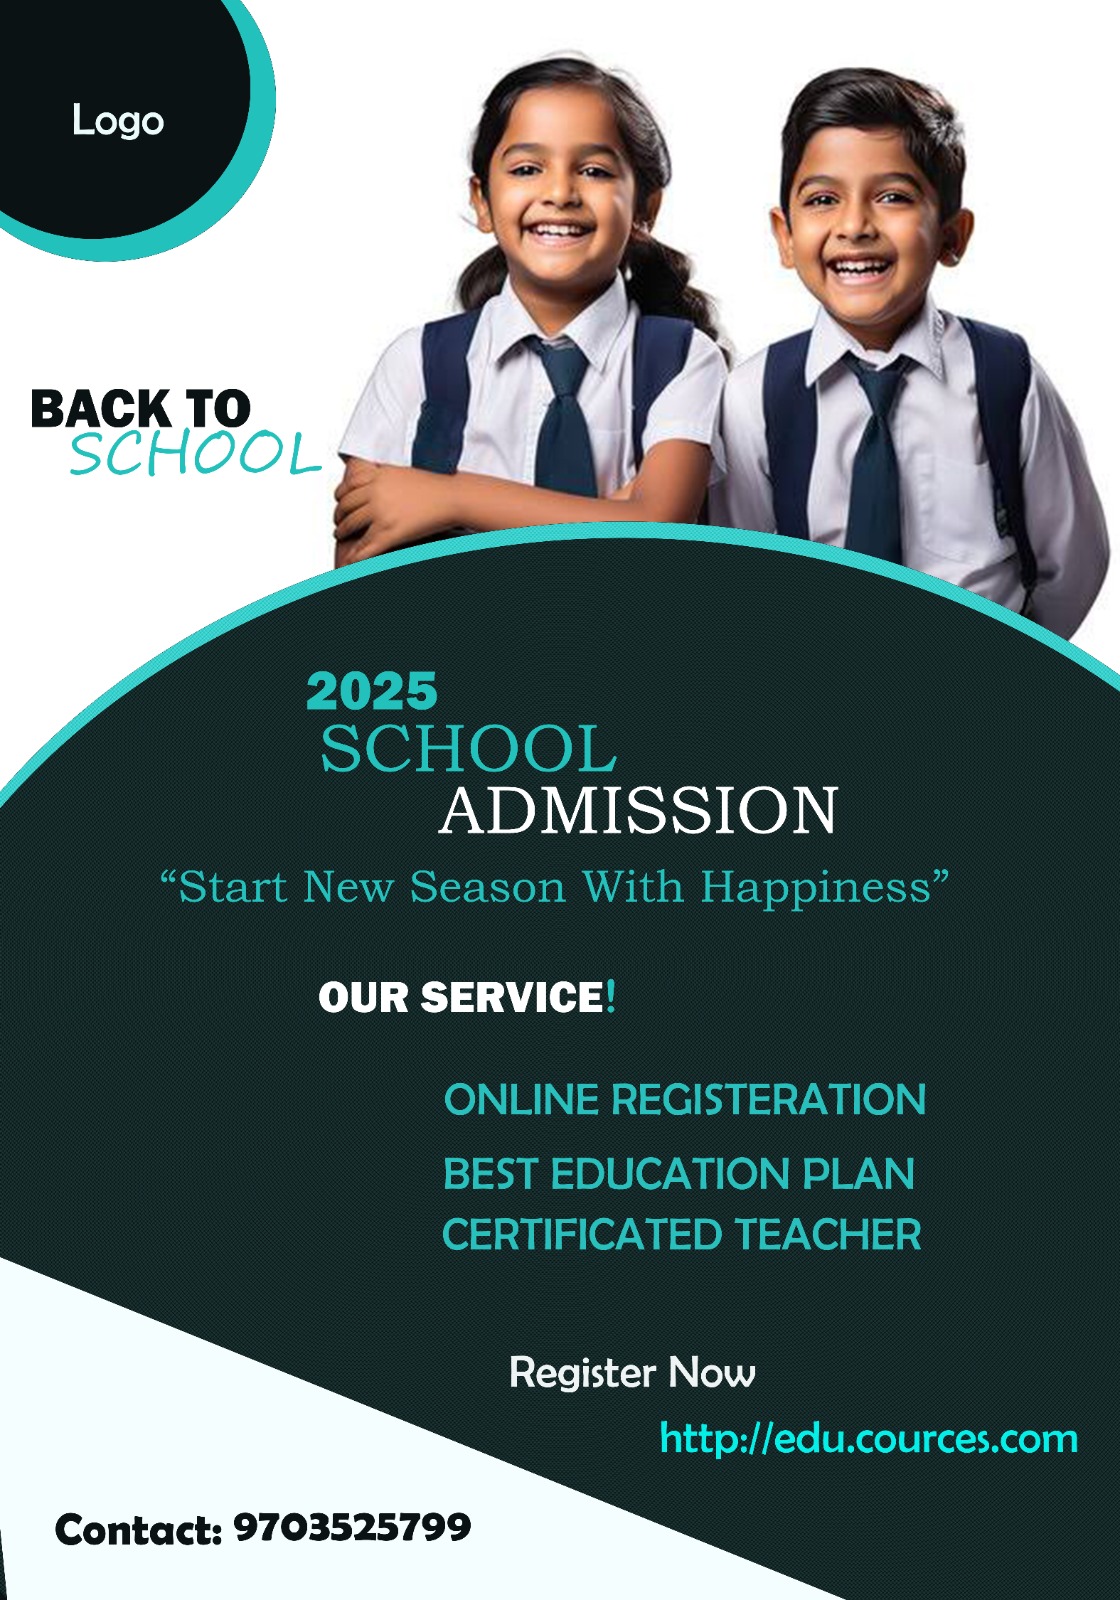 Logo
BACK TO
SCHOOL
2025
SCHOOL
ADMISSION
“Start New Season With Happiness”
OUR SERVICE!
ONLINE REGISTERATION
BEST EDUCATION PLAN
CERTIFICATED TEACHER
Register Now
http://edu.cources.com
Contact: 9703525799